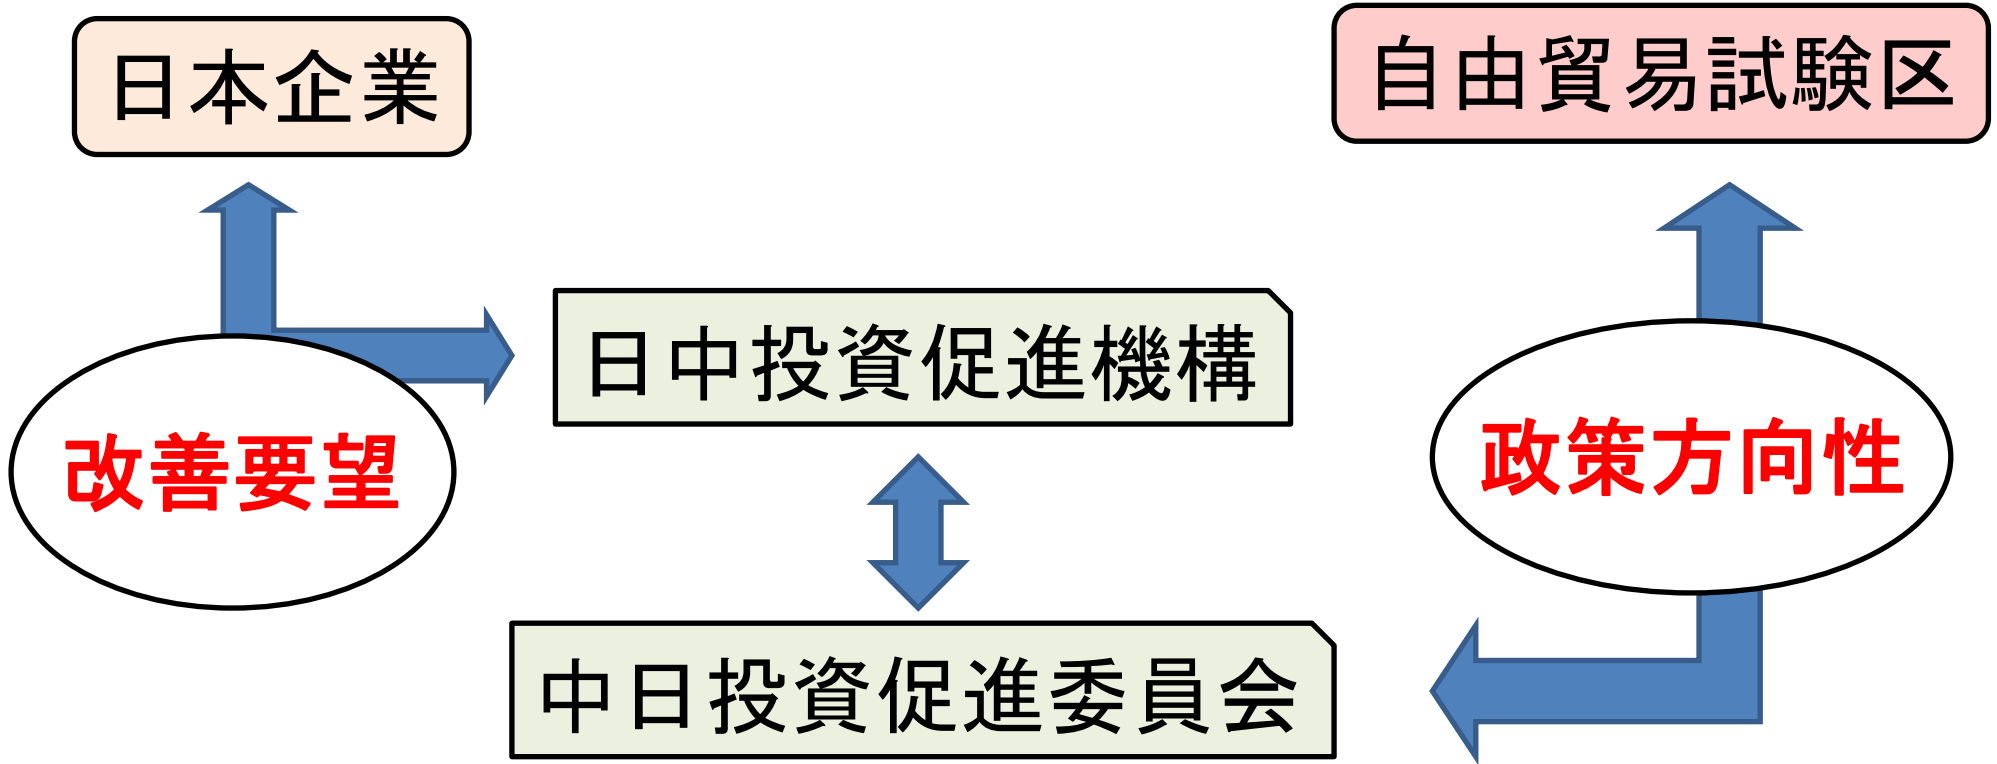 日本企業
自由貿易試験区
日中投資促進機構
改善要望
政策方向性
中日投資促進委員会